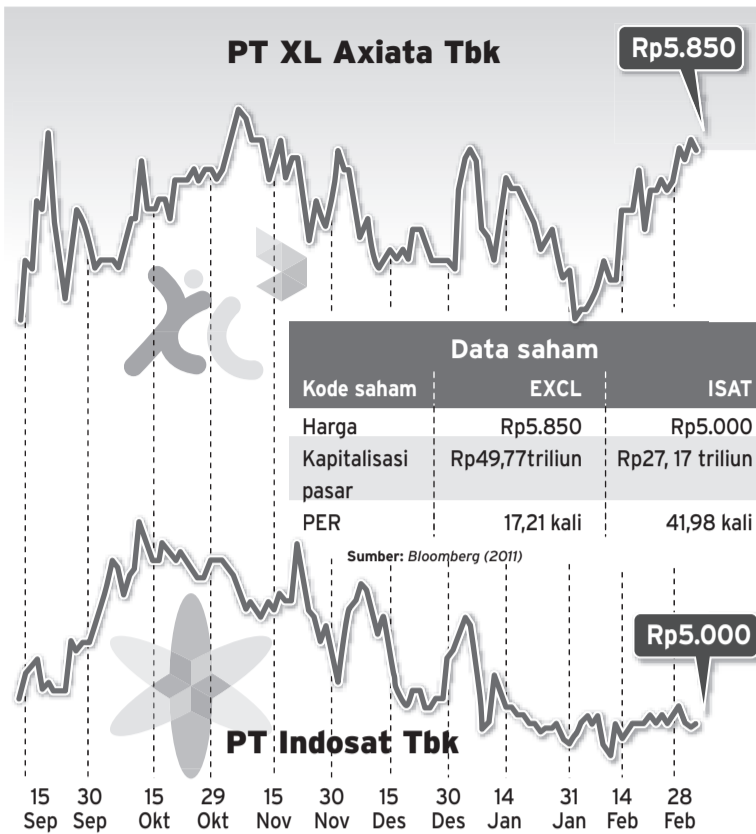 PT XL Axiata Tbk
Rp5.850
Data saham
Kode saham EXCL ISAT
Harga Rp5.850 Rp5.000
Kapitalisasi Rp49,77triliun Rp27, 17 triliun
pasar
PER 17,21 kali 41,98 kali
Sumber: Bloomberg (2011)
Rp5.000
PT Indosat Tbk
15 30 15 29 15 30 15 30 14 31 14 28
Sep Sep Okt Okt Nov Nov Des Des Jan Jan Feb Feb